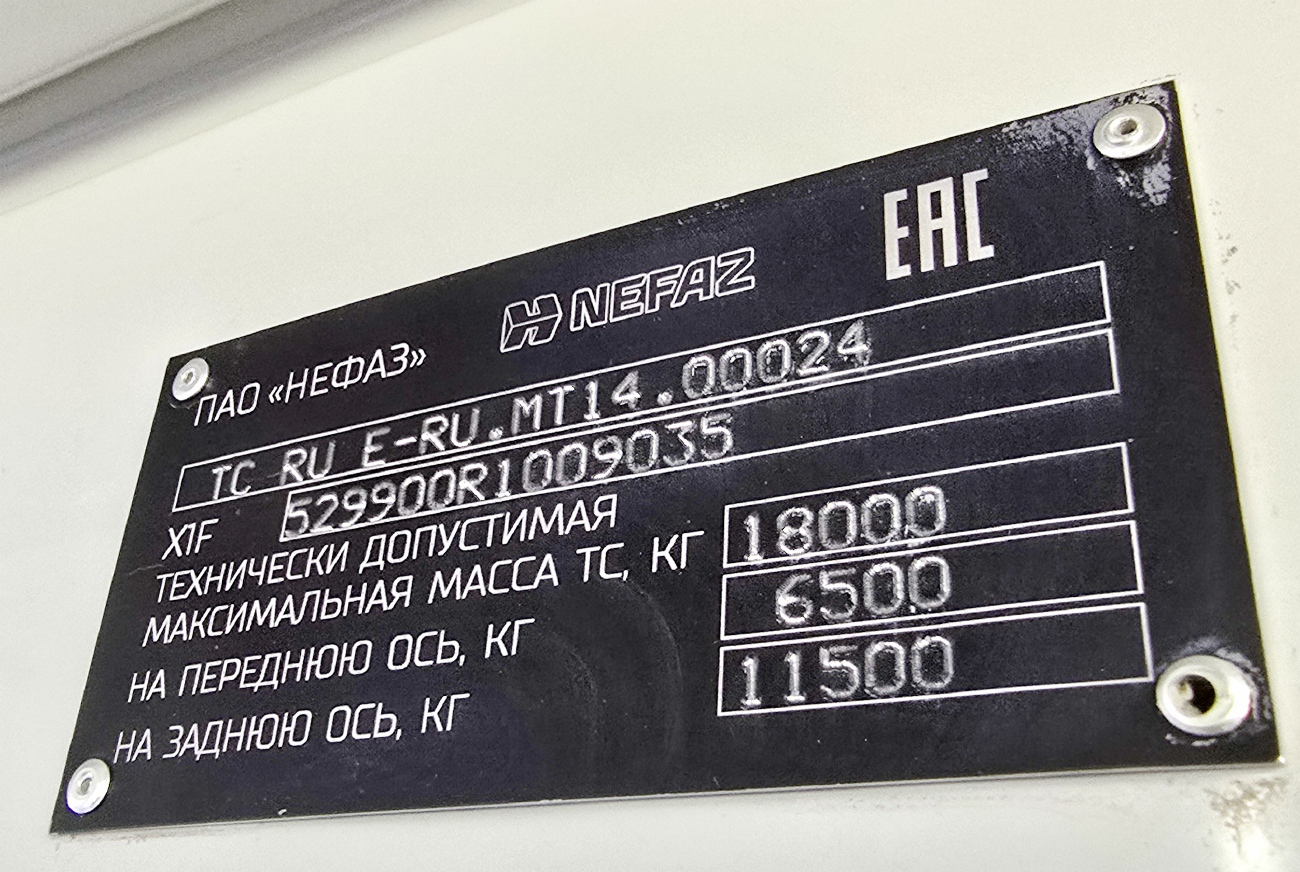 ПАО «НЕФАЗ» NEFAZ EAC
TC RU E-RU.MT14.00024
X1F 529900R1009035
ТЕХНИЧЕСКИ ДОПУСТИМАЯ
МАКСИМАЛЬНАЯ МАССА ТС, КГ 18000
НА ПЕРЕДНЮЮ ОСЬ, КГ 6500
НА ЗАДНЮЮ ОСЬ, КГ 11500